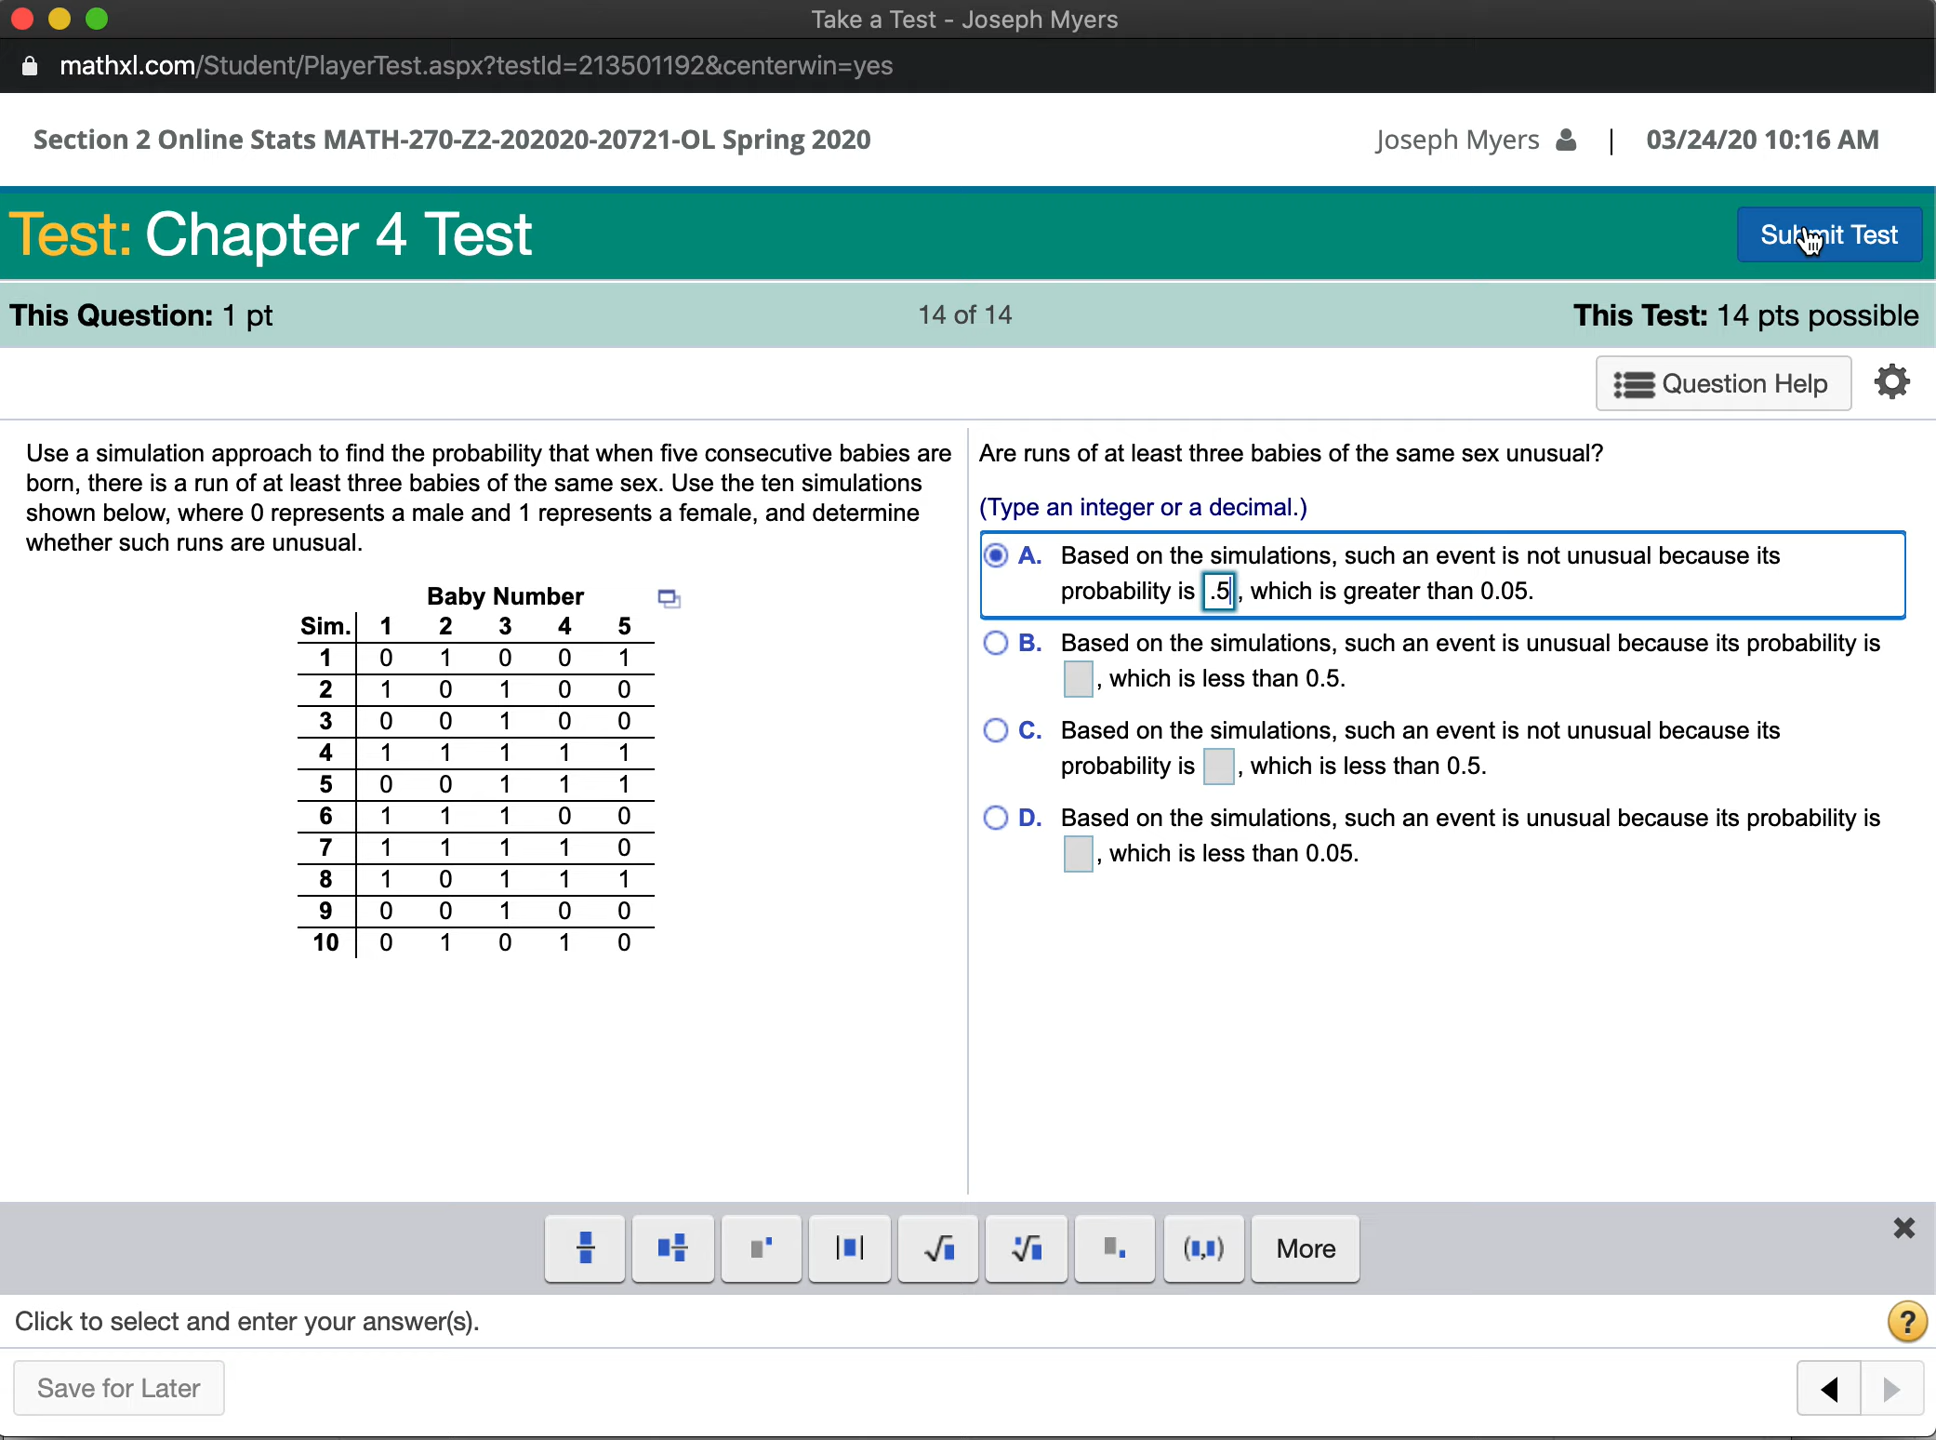 Take a Test - Joseph Myers
mathxl.com/Student/PlayerTest.aspx?testId=213501192&centerwin=yes
Section 2 Online Stats MATH-270-Z2-202020-20721-OL Spring 2020
Joseph Myers | 03/24/20 10:16 AM
Test: Chapter 4 Test
Submit Test
This Question: 1 pt
14 of 14
This Test: 14 pts possible
Question Help
Use a simulation approach to find the probability that when five consecutive babies are
born, there is a run of at least three babies of the same sex. Use the ten simulations
shown below, where 0 represents a male and 1 represents a female, and determine
whether such runs are unusual.
Baby Number
Sim. 1 2 3 4 5
1 0 1 0 0 1
2 1 0 1 0 0
3 0 0 1 0 0
4 1 1 1 1 1
5 0 0 1 1 1
6 1 1 1 0 0
7 1 1 1 1 0
8 1 0 1 1 1
9 0 0 1 0 0
10 0 1 0 1 0
Are runs of at least three babies of the same sex unusual?
(Type an integer or a decimal.)
A. Based on the simulations, such an event is not unusual because its
probability is .5, which is greater than 0.05.
B. Based on the simulations, such an event is unusual because its probability is
, which is less than 0.5.
C. Based on the simulations, such an event is not unusual because its
probability is , which is less than 0.5.
D. Based on the simulations, such an event is unusual because its probability is
, which is less than 0.05.
More
Click to select and enter your answer(s).
?
Save for Later